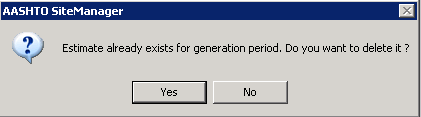 AASHTO SiteManager
Estimate already exists for generation period. Do you want to delete it ?
Yes
No